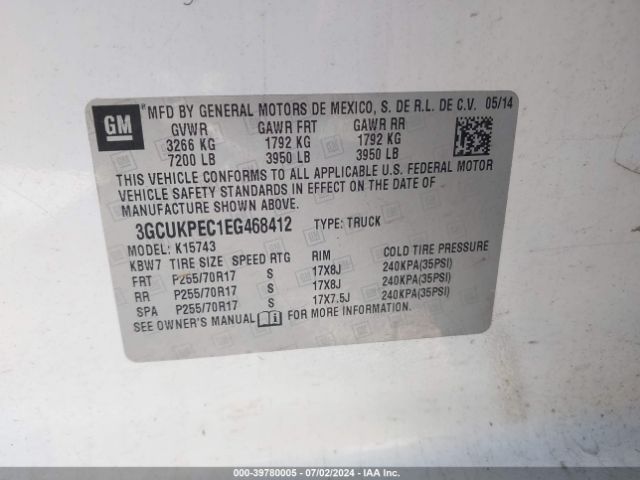 GM
MFD BY GENERAL MOTORS DE MEXICO, S. DE R.L. DE C.V. 05/14
GVWR GAWR FRT GAWR RR
3266 KG 1792 KG 1792 KG
7200 LB 3950 LB 3950 LB
THIS VEHICLE CONFORMS TO ALL APPLICABLE U.S. FEDERAL MOTOR
VEHICLE SAFETY STANDARDS IN EFFECT ON THE DATE OF
MANUFACTURE SHOWN ABOVE.
3GCUKPEC1EG468412 TYPE: TRUCK
MODEL: K15743
KBW7 TIRE SIZE SPEED RTG RIM COLD TIRE PRESSURE
FRT P265/70R17 S 17X8J 240KPA(35PSI)
RR P255/70R17 S 17X8J 240KPA(35PSI)
SPA P255/70R17 S 17X7.5J 240KPA(35PSI)
SEE OWNER'S MANUAL FOR MORE INFORMATION.
000-39780005 - 07/02/2024 - IAA Inc.